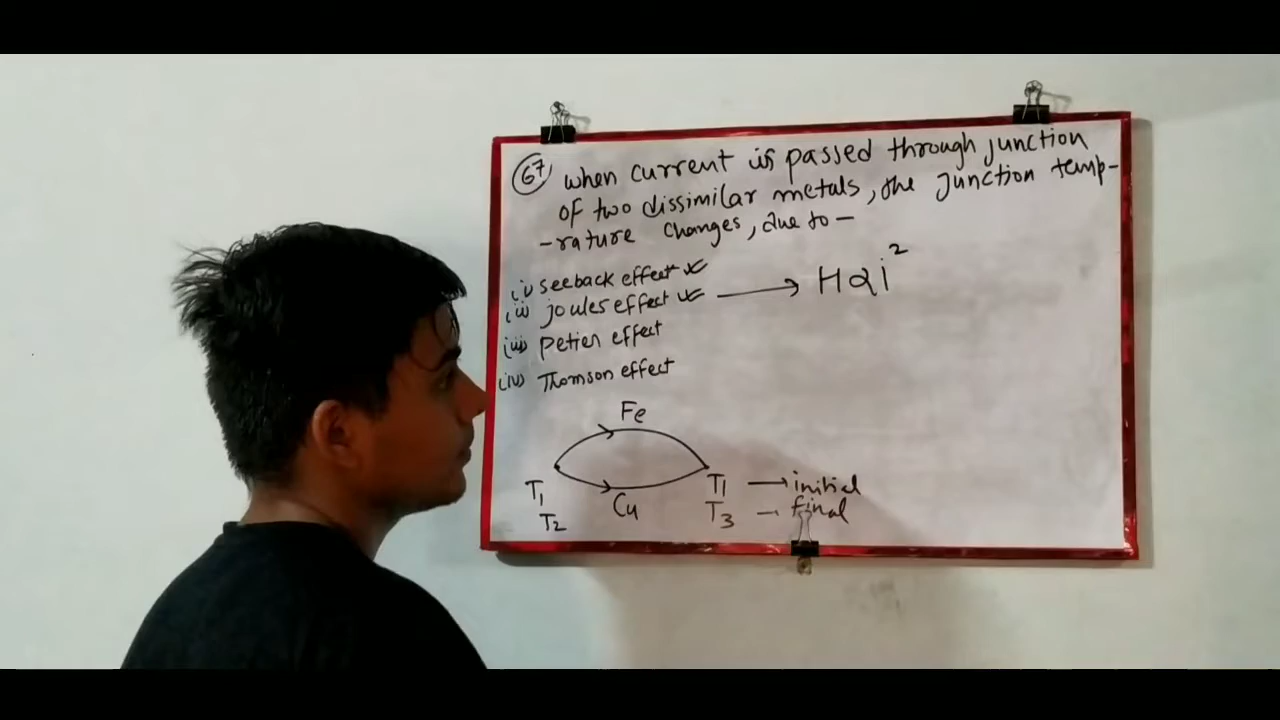 67 when current is passed through junction
of two dissimilar metals, the junction temp-
-rature changes, due to -
(i) seeback effect
(ii) joules effect → H α i²
(iii) Petier effect
(iv) Thomson effect
Fe
T1 Cu T1 → initial
T2 T3 → final